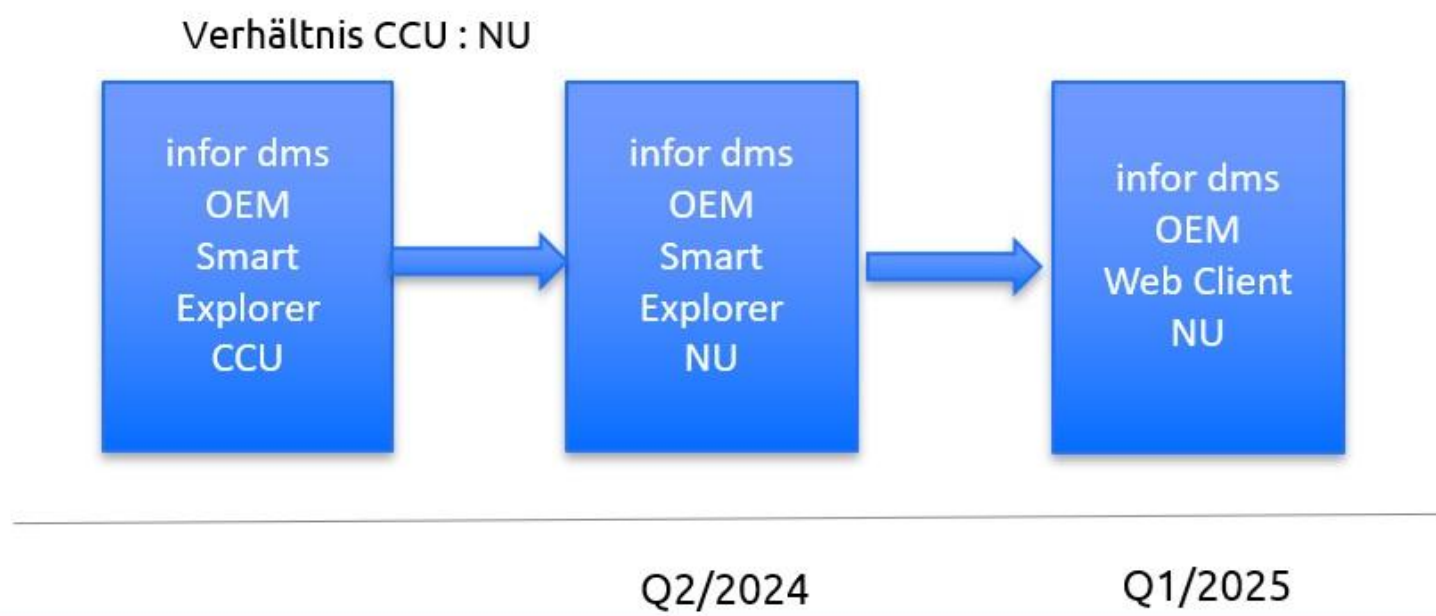 Verhältnis CCU : NU
infor dms
OEM
Smart
Explorer
CCU
infor dms
OEM
Smart
Explorer
NU
infor dms
OEM
Web Client
NU
Q2/2024
Q1/2025